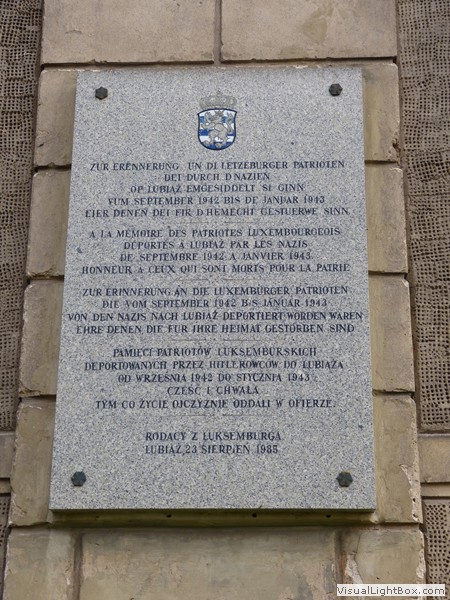 ZUR ERENNERUNG UN DI LETZEBURGER PATRIOTEN
DEI DURCH D'NAZIEN
OP LUBIĄŻ EMGESIDDELT SI GINN
VUM SEPTEMBER 1942 BIS DE JANUAR 1943
EIER DENEN DEI FIR D'HEMECHT GESTUERWE SINN
A LA MÉMOIRE DES PATRIOTES LUXEMBOURGEOIS
DÉPORTÉS A LUBIĄŻ PAR LES NAZIS
DE SEPTEMBRE 1942 A JANVIER 1943
HONNEUR A CEUX QUI SONT MORTS POUR LA PATRIE
ZUR ERINNERUNG AN DIE LUXEMBURGER PATRIOTEN
DIE VOM SEPTEMBER 1942 BIS JANUAR 1943
VON DEN NAZIS NACH LUBIĄŻ DEPORTIERT WORDEN WAREN
EHRE DENEN DIE FÜR IHRE HEIMAT GESTORBEN SIND
PAMIĘCI PATRIOTÓW LUKSEMBURSKICH
DEPORTOWANYCH PRZEZ HITLEROWCÓW DO LUBIĄŻA
OD WRZEŚNIA 1942 DO STYCZNIA 1943
CZEŚĆ I CHWAŁA
TYM CO ŻYCIE OJCZYŹNIE ODDALI W OFIERZE.
RODACY Z LUKSEMBURGA
LUBIĄŻ, 23 SIERPIEŃ 1985
VisualLightBox.com